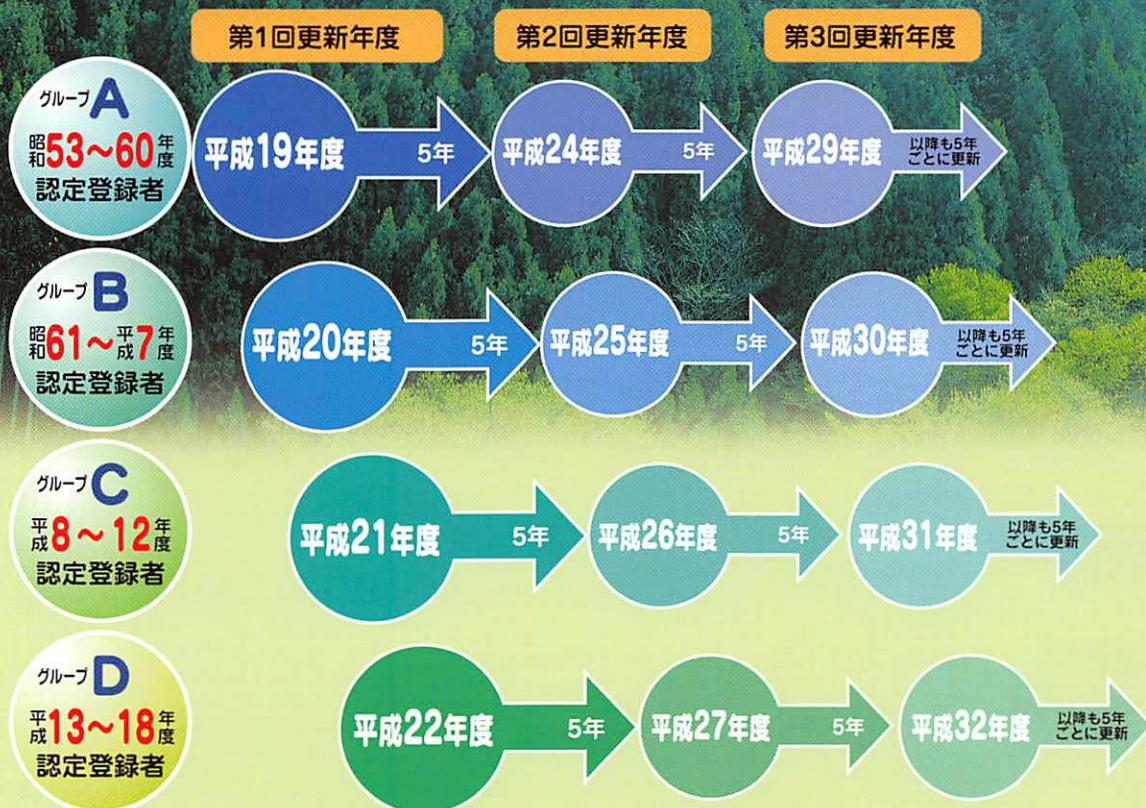 第1回更新年度
第2回更新年度
第3回更新年度
グループA
昭和53～60年度
認定登録者
平成19年度
5年
平成24年度
5年
平成29年度
以降も5年
ごとに更新
グループB
昭和61～平成7年度
認定登録者
平成20年度
5年
平成25年度
5年
平成30年度
以降も5年
ごとに更新
グループC
平成8～12年度
認定登録者
平成21年度
5年
平成26年度
5年
平成31年度
以降も5年
ごとに更新
グループD
平成13～18年度
認定登録者
平成22年度
5年
平成27年度
5年
平成32年度
以降も5年
ごとに更新